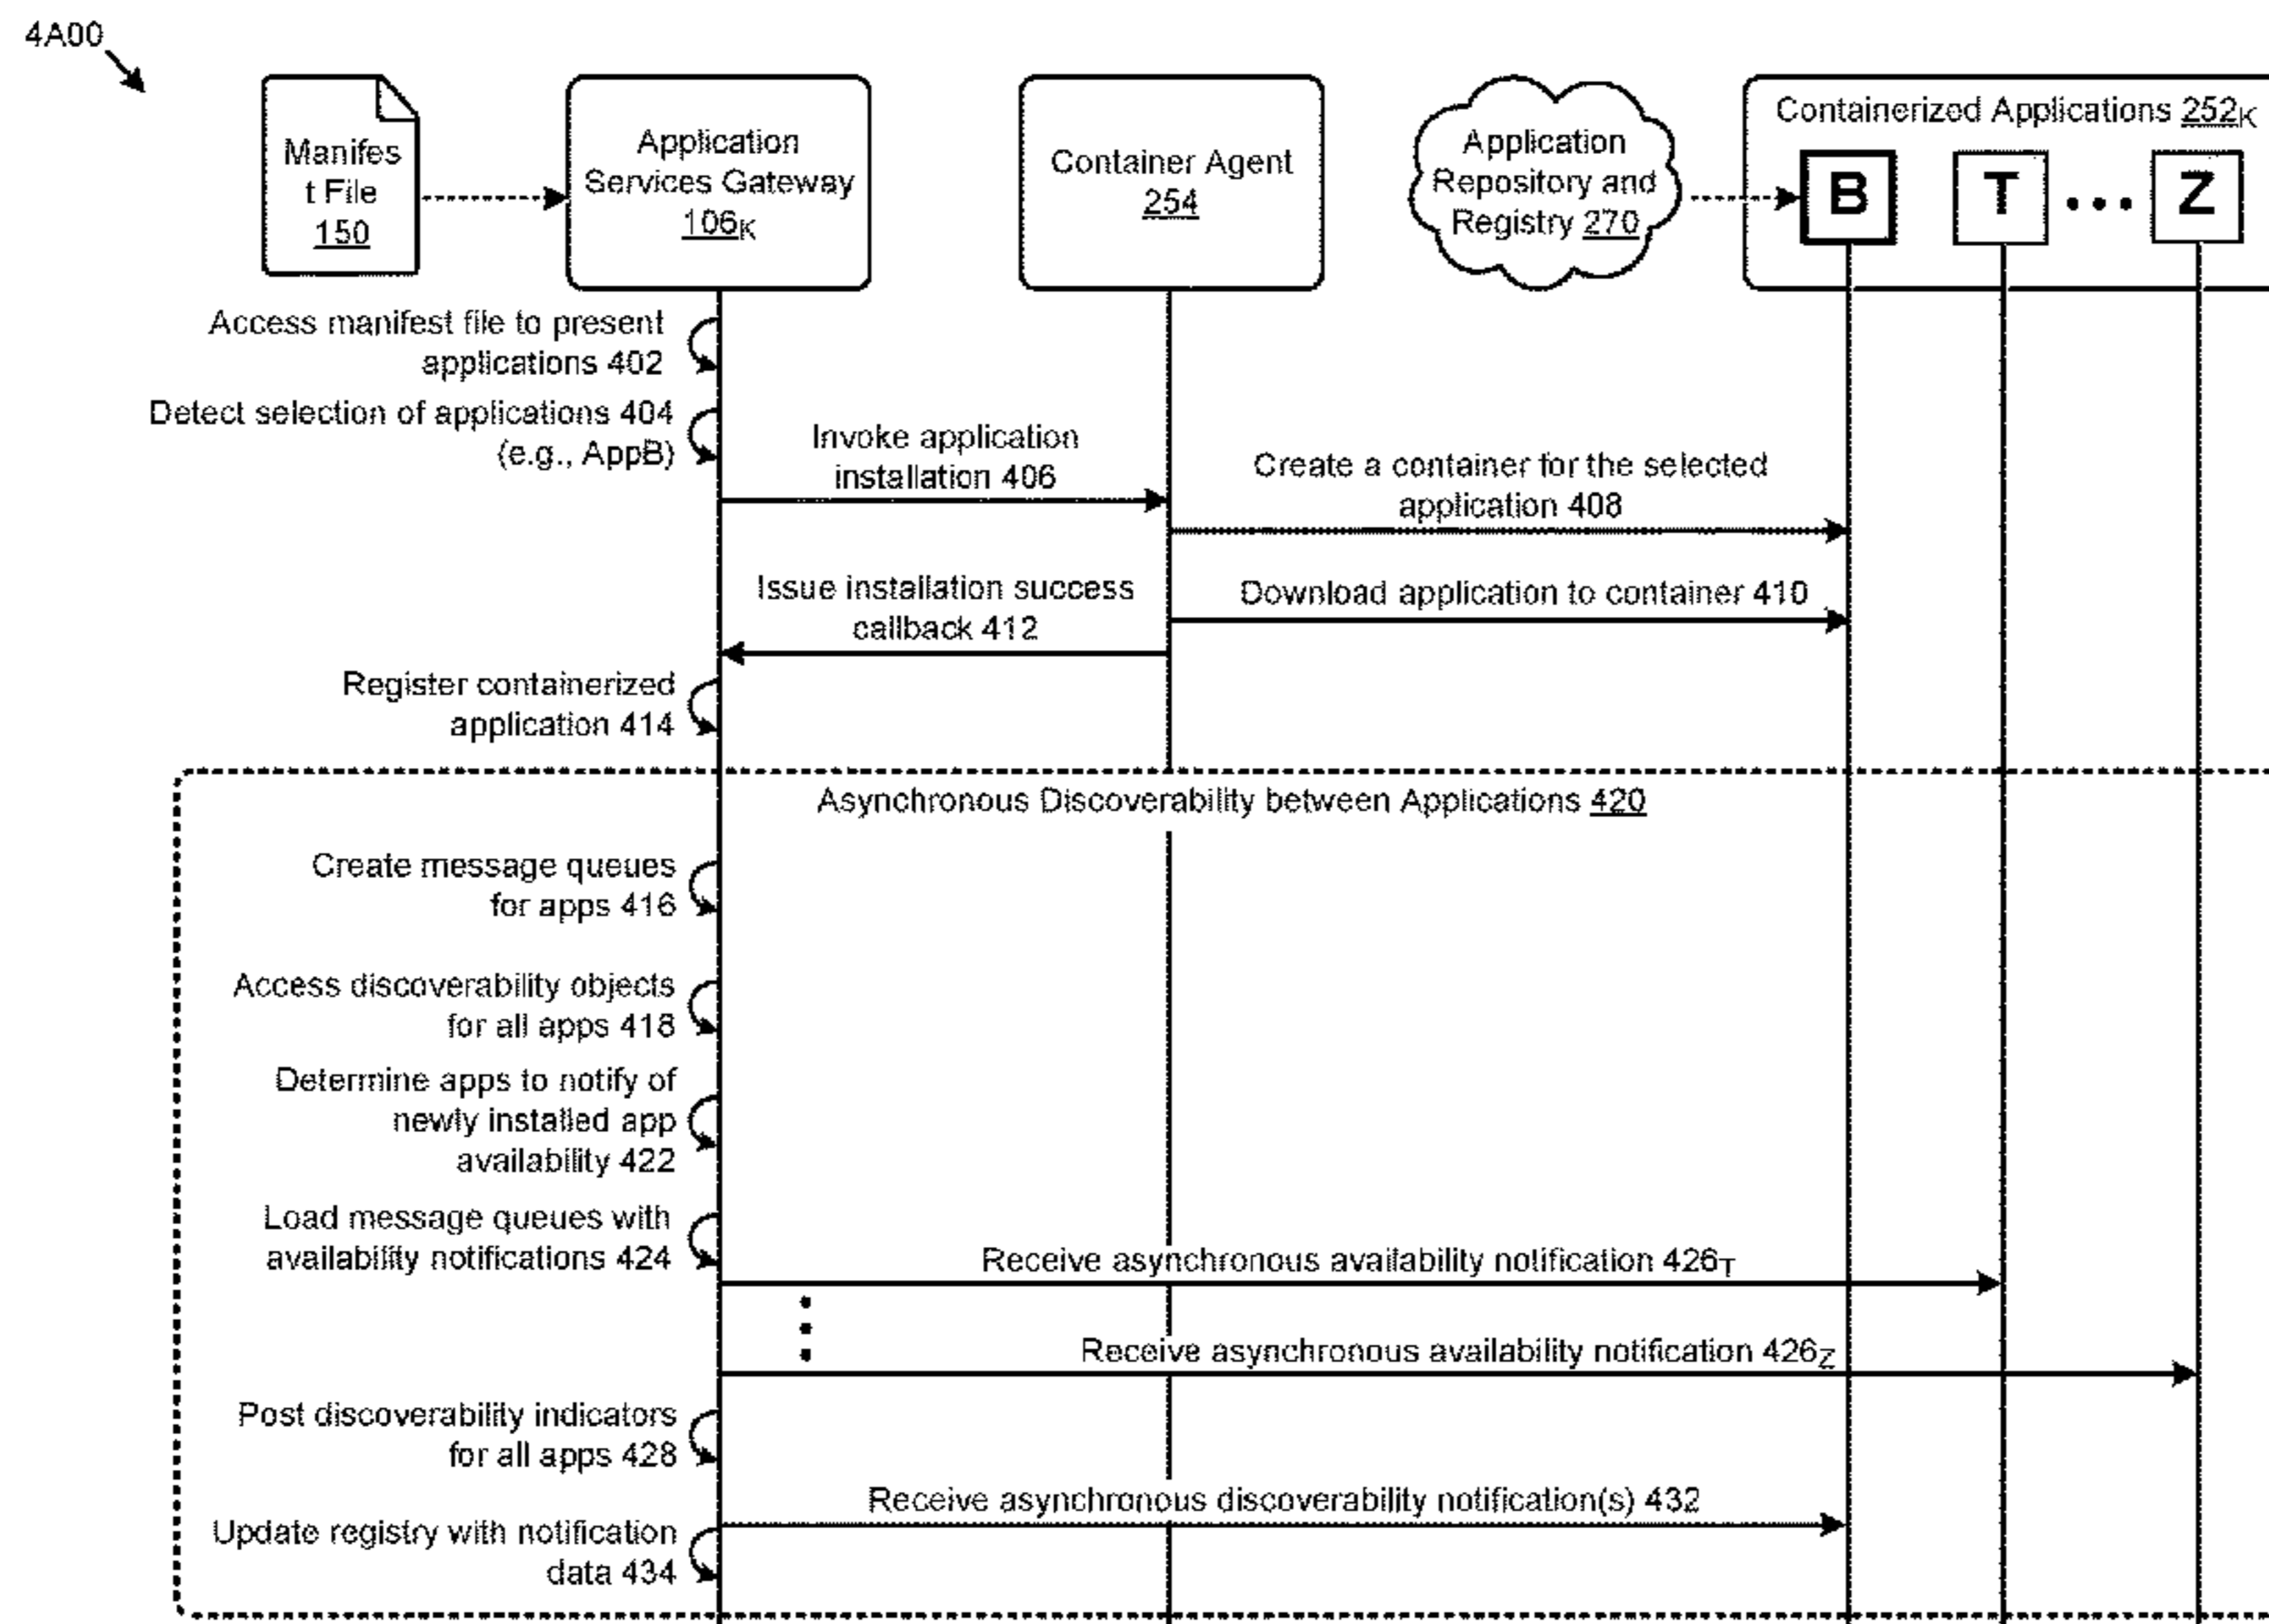 4A00
Manifes
t File
150
Application
Services Gateway
106K
Container Agent
254
Application
Repository and
Registry 270
Containerized Applications 252K
B
T
Z
Access manifest file to present
applications 402
Detect selection of applications 404
(e.g., AppB)
Invoke application
installation 406
Create a container for the selected
application 408
Issue installation success
callback 412
Download application to container 410
Register containerized
application 414
Asynchronous Discoverability between Applications 420
Create message queues
for apps 416
Access discoverability objects
for all apps 418
Determine apps to notify of
newly installed app
availability 422
Load message queues with
availability notifications 424
Receive asynchronous availability notification 426T
Receive asynchronous availability notification 426Z
Post discoverability indicators
for all apps 428
Receive asynchronous discoverability notification(s) 432
Update registry with notification
data 434